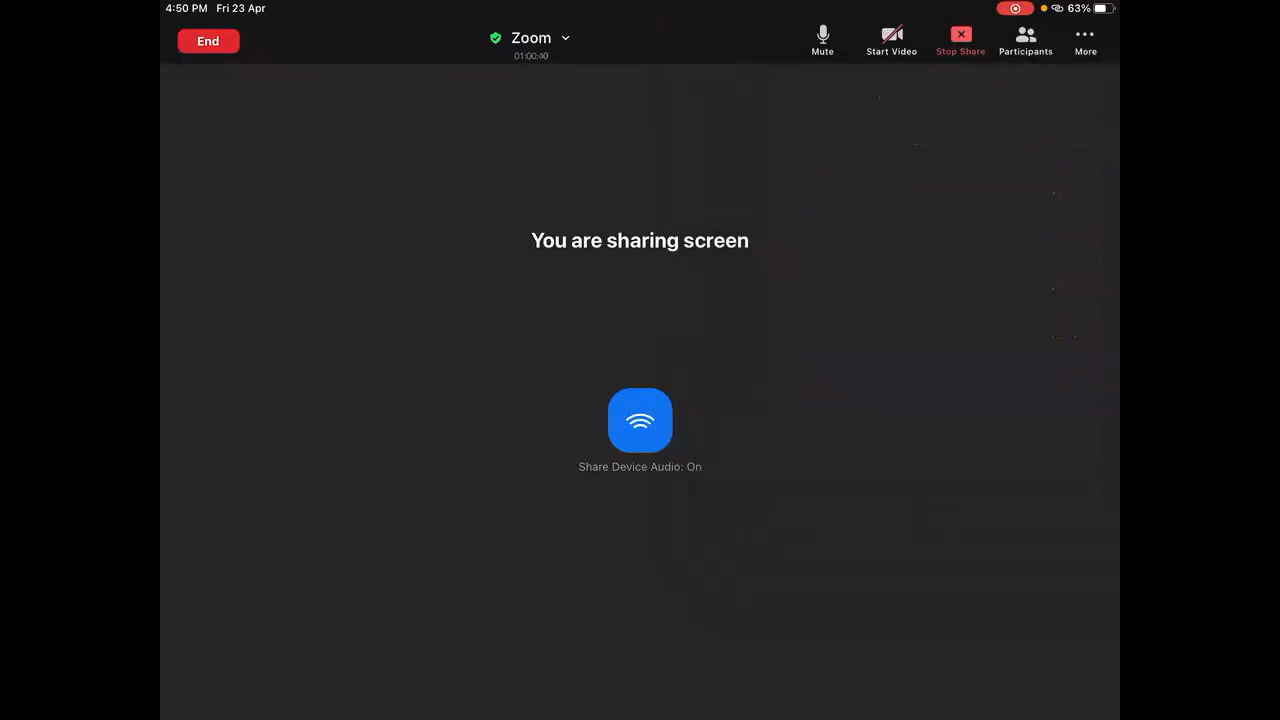 4:50 PM Fri 23 Apr
63%
End
Zoom
01:00:40
Mute
Start Video
Stop Share
Participants
More
You are sharing screen
Share Device Audio: On